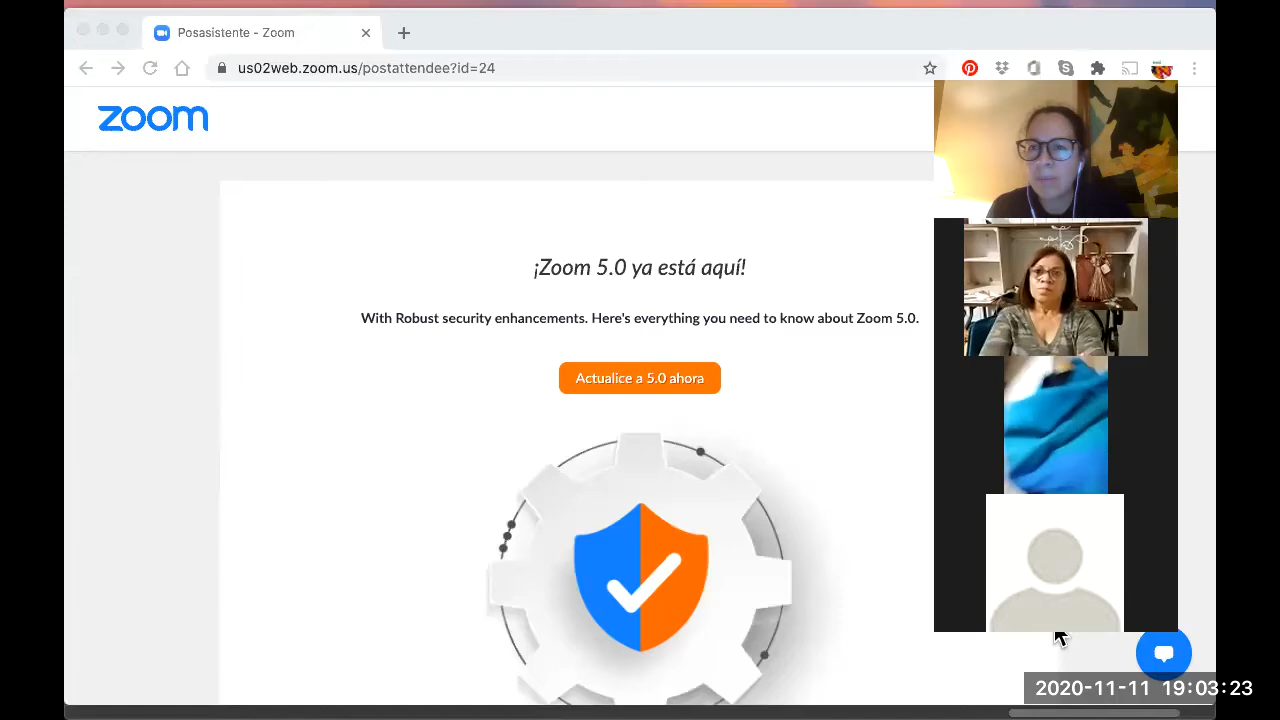 Posasistente - Zoom
us02web.zoom.us/postattendee?id=24
zoom
¡Zoom 5.0 ya está aquí!
With Robust security enhancements. Here's everything you need to know about Zoom 5.0.
Actualice a 5.0 ahora
2020-11-11 19:03:23